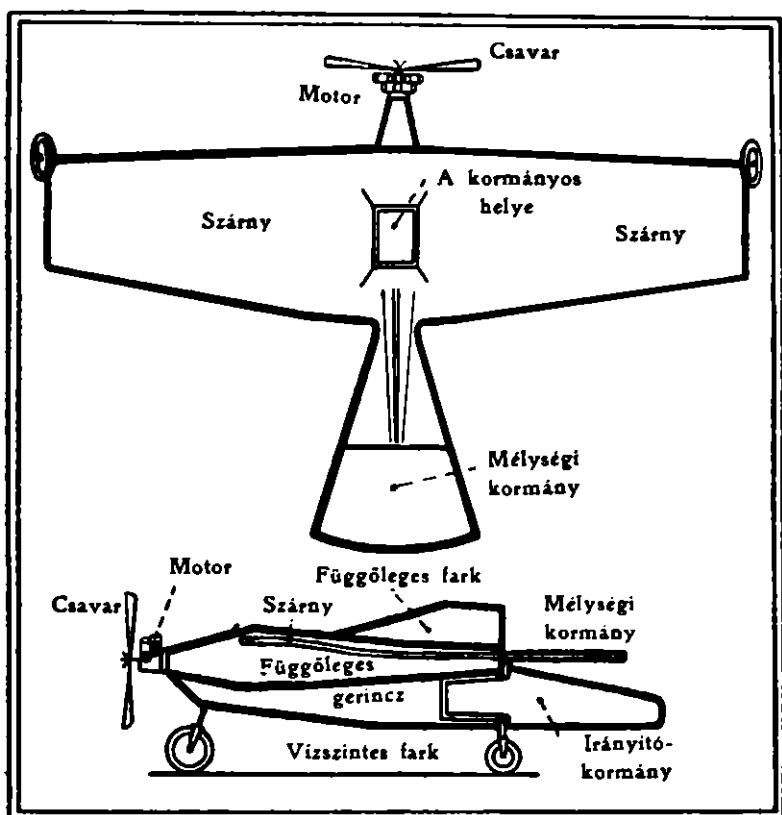 Csavar
Motor
A kormányos
helye
Szárny
Szárny
Mélységi
kormány
Motor
Függőleges fark
Csavar
Szárny
Mélységi
kormány
Függőleges
gerincz
Vizszintes fark
Irányitó-
kormány